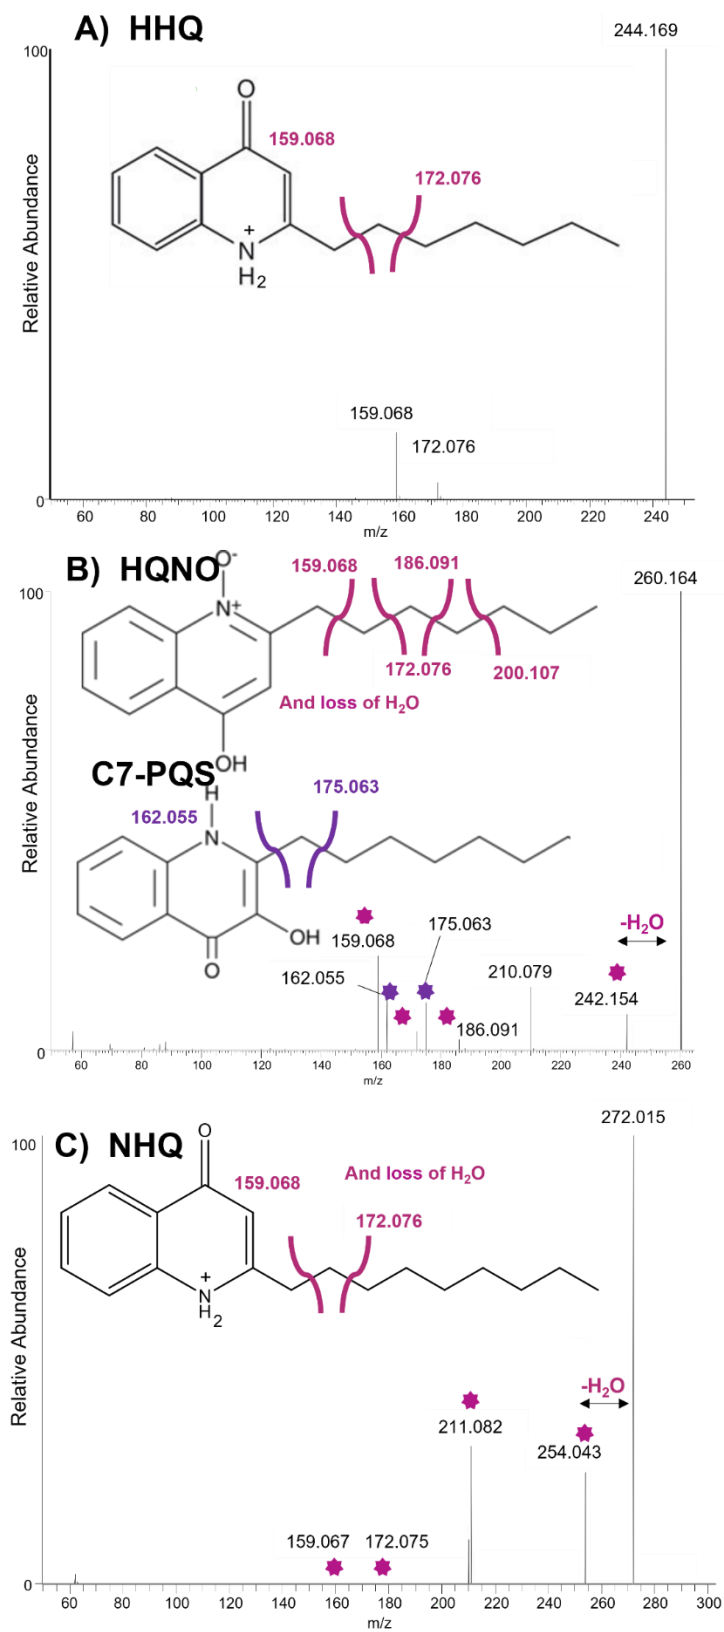 A) HHQ
244.169
100
O
159.068
172.076
+
N
H2
Relative Abundance
159.068
172.076
0
60 80 100 120 140 160 180 200 220 240
m/z
B) HQNO
O-
N+
159.068 186.091
260.164
100
172.076 200.107
And loss of H2O
OH
C7-PQS
H
N
175.063
162.055
OH
O
Relative Abundance
-H2O
159.068
175.063
162.055
210.079
242.154
186.091
0
60 80 100 120 140 160 180 200 220 240 260
m/z
272.015
C) NHQ
100
O
159.068
And loss of H2O
172.076
+
N
H2
Relative Abundance
-H2O
211.082
254.043
159.067 172.075
0
60 80 100 120 140 160 180 200 220 240 260 280 300
m/z